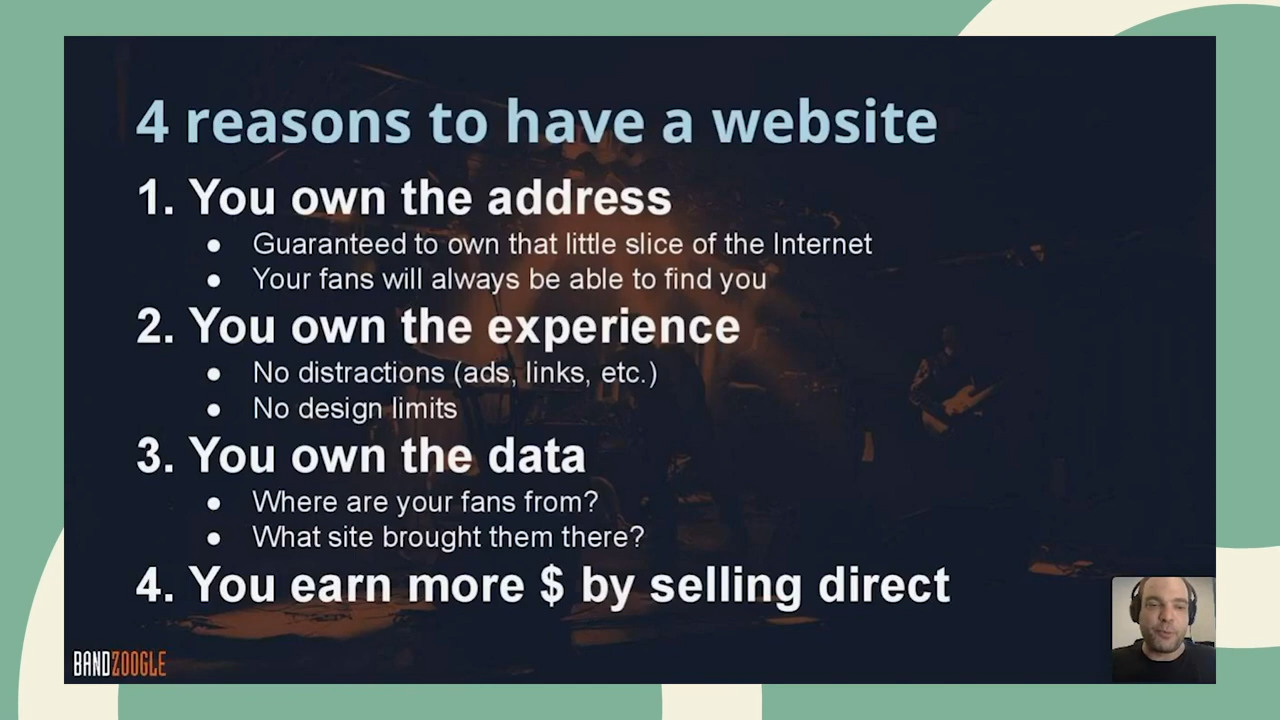 4 reasons to have a website
1. You own the address
● Guaranteed to own that little slice of the Internet
● Your fans will always be able to find you
2. You own the experience
● No distractions (ads, links, etc.)
● No design limits
3. You own the data
● Where are your fans from?
● What site brought them there?
4. You earn more $ by selling direct
BANDZOOGLE